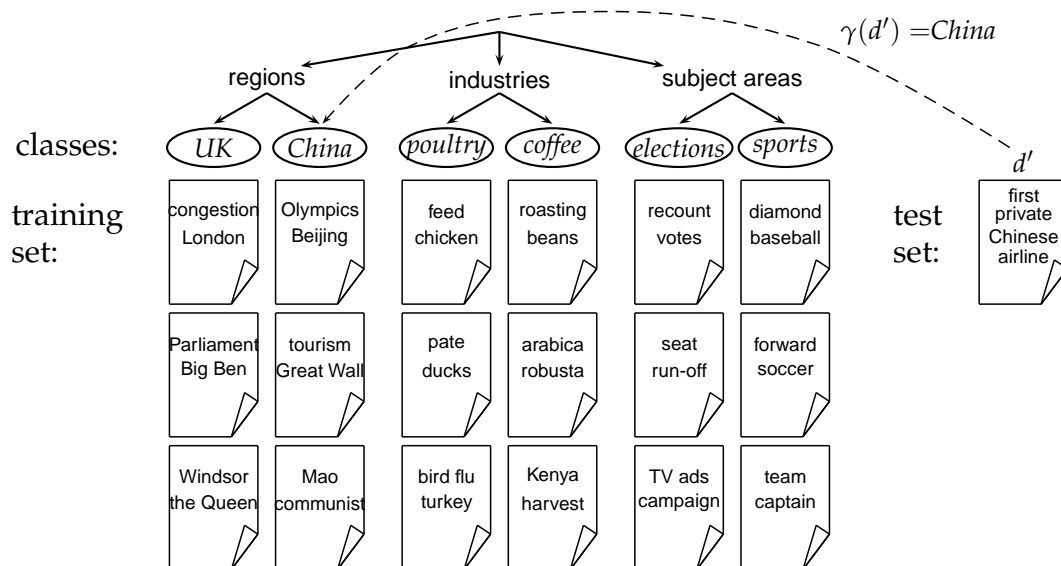 γ(d′) =China
regions industries subject areas
classes: UK China poultry coffee elections sports
d′
training
set:
congestion
London
Olympics
Beijing
feed
chicken
roasting
beans
recount
votes
diamond
baseball
test
set:
first
private
Chinese
airline
Parliament
Big Ben
tourism
Great Wall
pate
ducks
arabica
robusta
seat
run-off
forward
soccer
Windsor
the Queen
Mao
communist
bird flu
turkey
Kenya
harvest
TV ads
campaign
team
captain